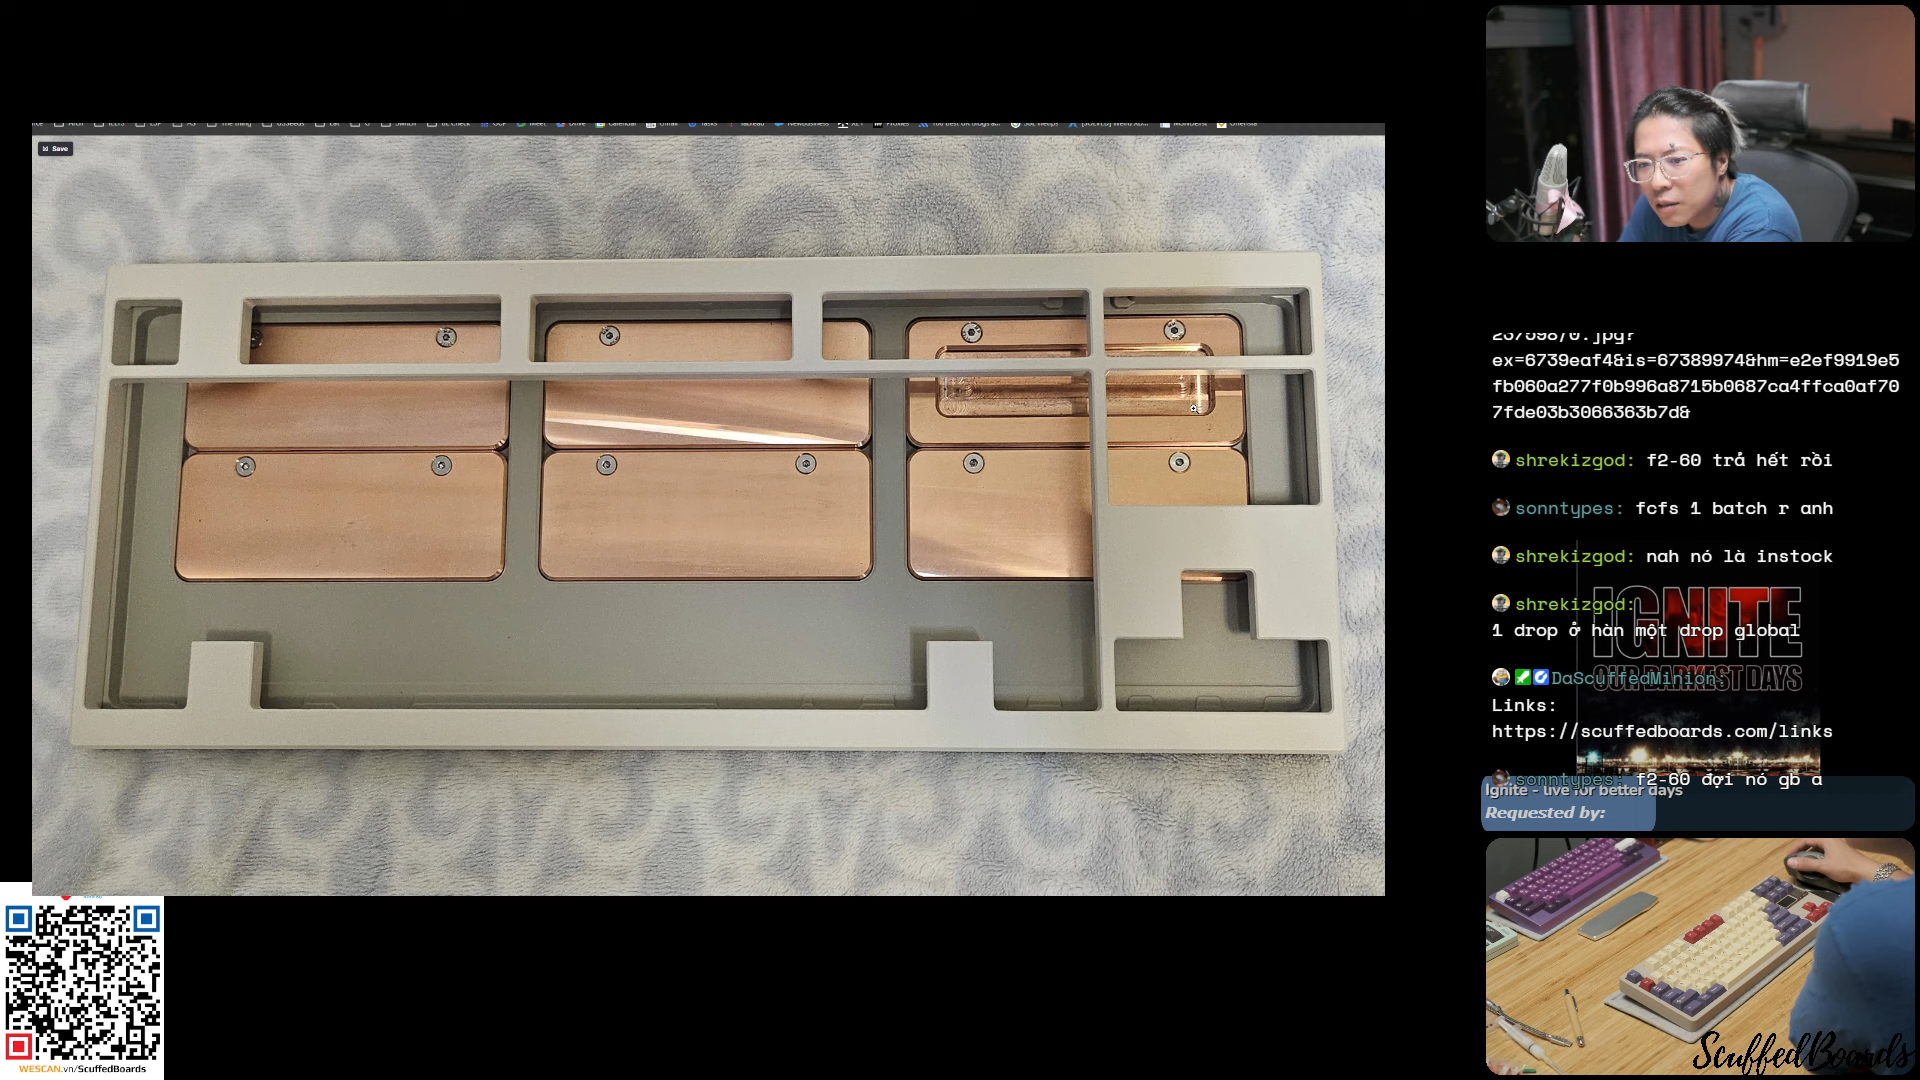 Save
23759870.jpg?
ex=6739eaf4&is=67389974&hm=e2ef9919e5
fb060a277f0b996a8715b0687ca4ffca0af70
7fde03b3066363b7d&
shrekizgod: f2-60 trả hết rồi
sonntypes: fcfs 1 batch r anh
shrekizgod: nah nó là instock
shrekizgod:
1 drop ở hàn một drop global
IGNITE
OUR DARKEST DAYS
DaScuffedMinion:
Links:
https://scuffedboards.com/links
sonntypes: f2-60 đợi nó gb a
Ignite - live for better days
Requested by:
ScuffedBoards
WESCAN.vn/ScuffedBoards